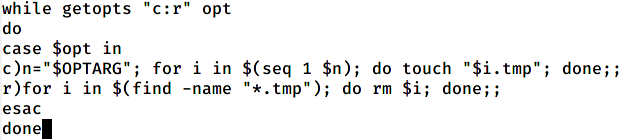 while getopts "c:r" opt
do
case $opt in
c)n="$OPTARG"; for i in $(seq 1 $n); do touch "$i.tmp"; done;;
r)for i in $(find -name "*.tmp"); do rm $i; done;;
esac
done